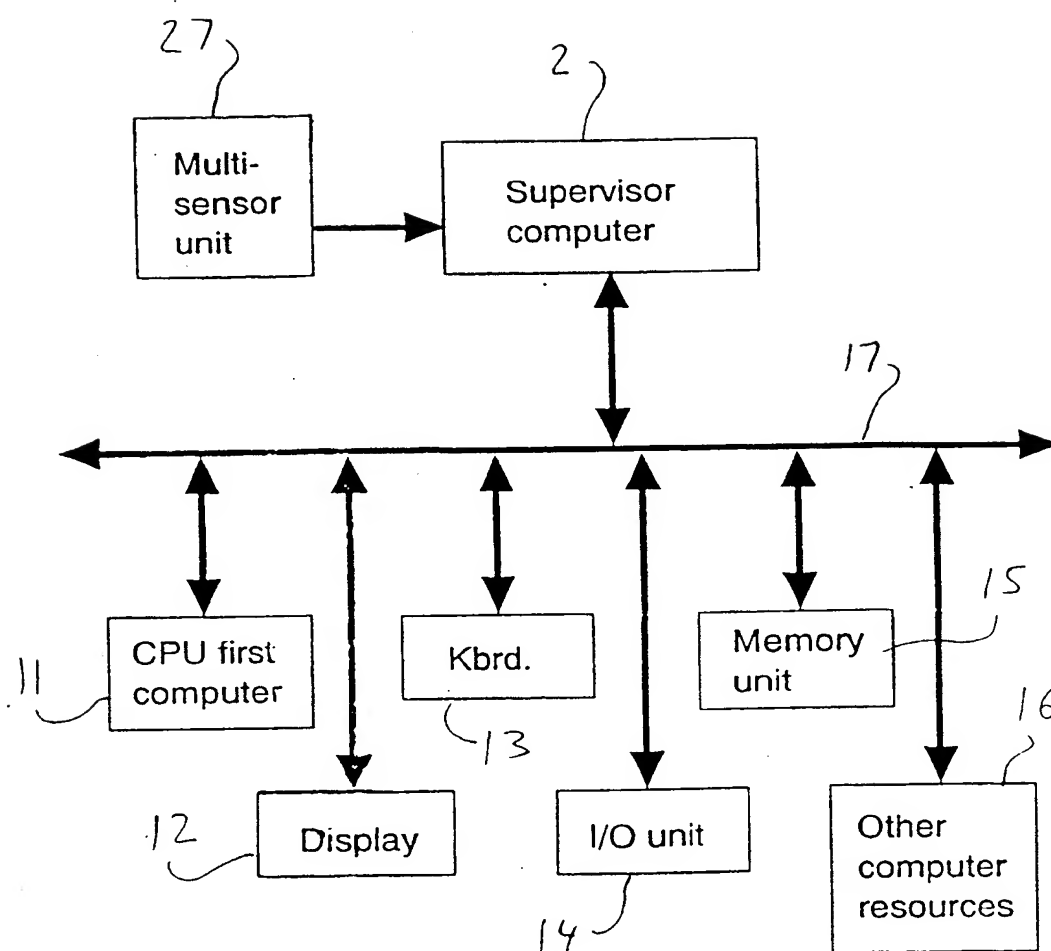 27
2
Multi-
sensor
unit
Supervisor
computer
17
15
CPU first
computer
Kbrd.
Memory
unit
11
13
16
12
Display
I/O unit
Other
computer
resources
14